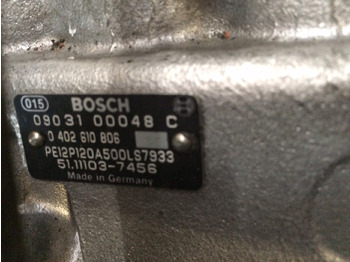 015 BOSCH
09031 00048 C
0 402 610 806
PE12P120A500LS7933
51.11103-7456
Made in Germany